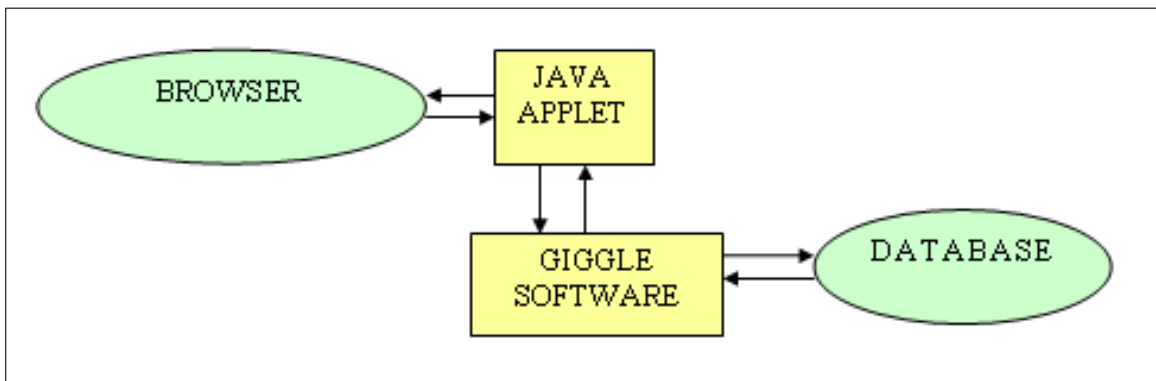 BROWSER
JAVA
APPLET
GIGGLE
SOFTWARE
DATABASE